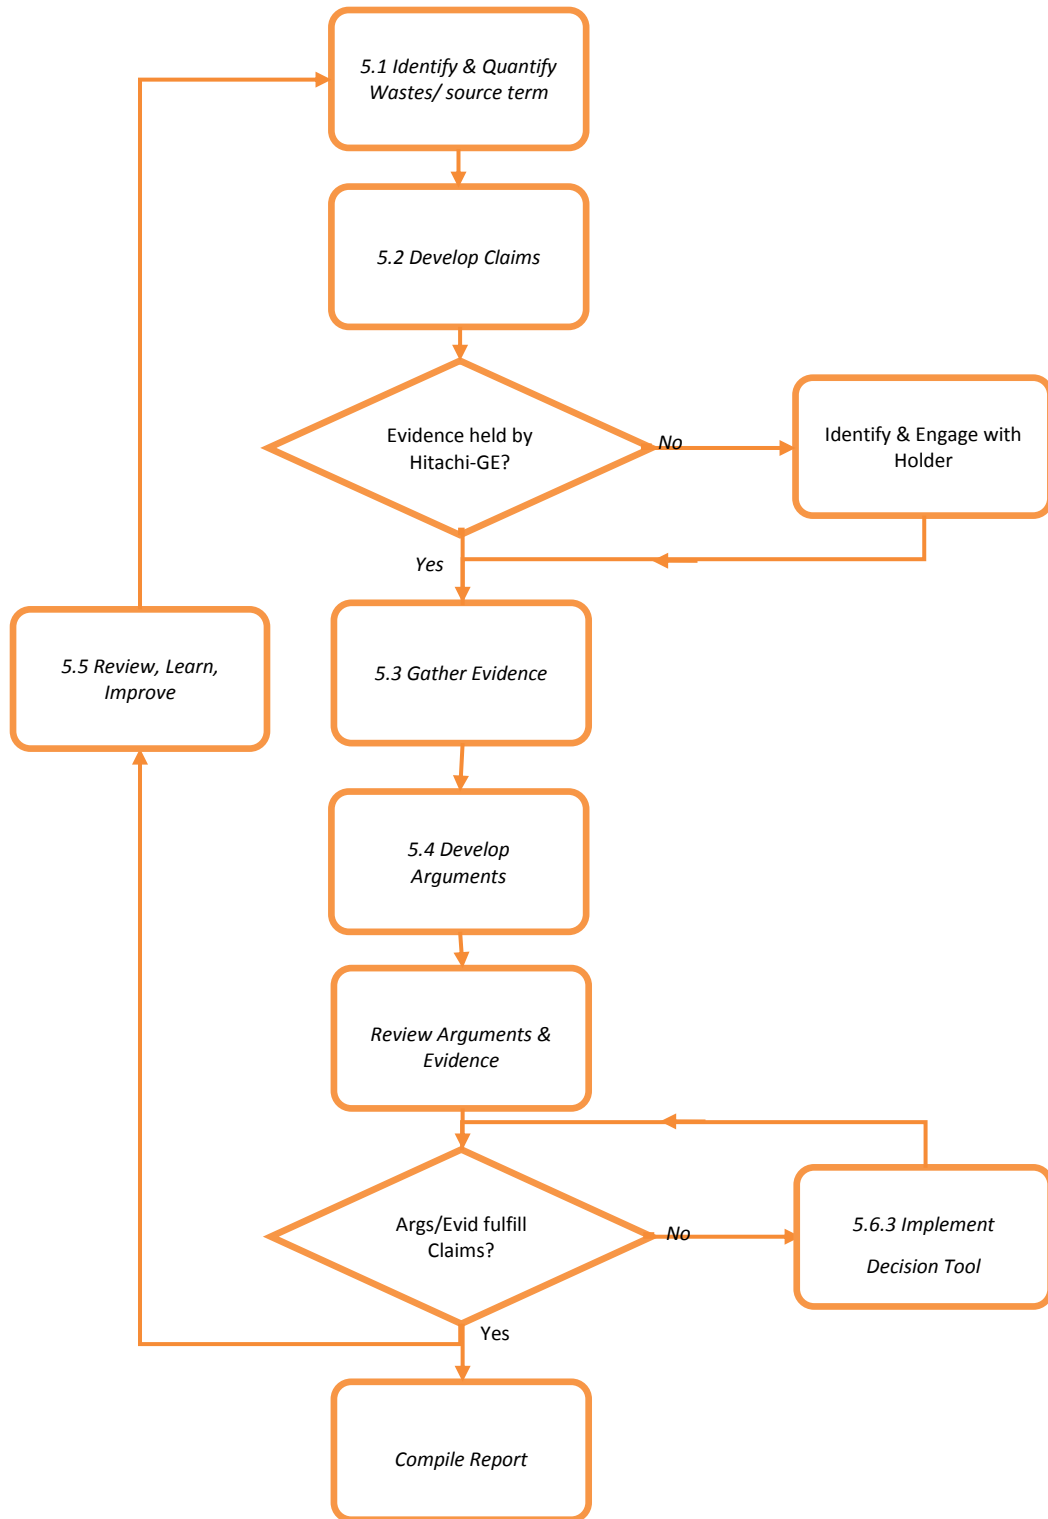 5.1 Identify & Quantify
Wastes/ source term
5.2 Develop Claims
Evidence held by
Hitachi-GE?
No
Identify & Engage with
Holder
Yes
5.3 Gather Evidence
5.5 Review, Learn,
Improve
5.4 Develop
Arguments
Review Arguments &
Evidence
Args/Evid fulfill
Claims?
No
5.6.3 Implement
Decision Tool
Yes
Compile Report